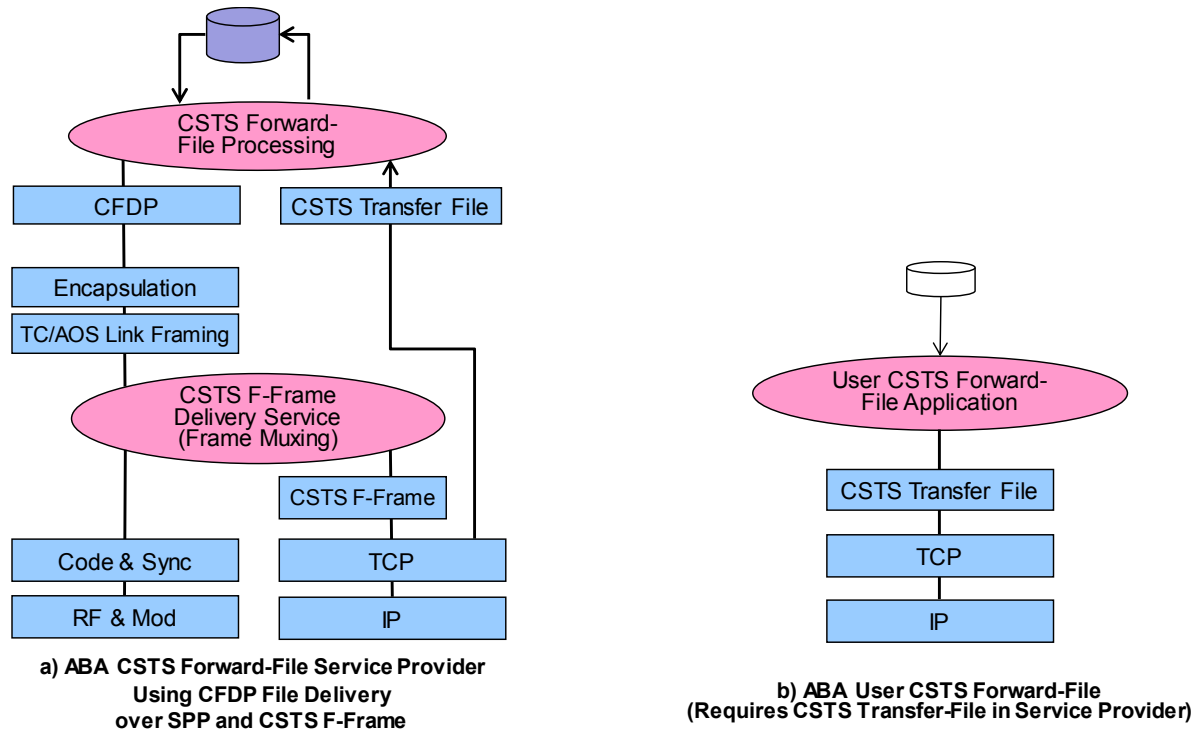 CSTS Forward-
File Processing
CFDP
CSTS Transfer File
Encapsulation
TC/AOS Link Framing
CSTS F-Frame
Delivery Service
(Frame Muxing)
CSTS F-Frame
Code & Sync
TCP
RF & Mod
IP
a) ABA CSTS Forward-File Service Provider
Using CFDP File Delivery
over SPP and CSTS F-Frame
User CSTS Forward-
File Application
CSTS Transfer File
TCP
IP
b) ABA User CSTS Forward-File
(Requires CSTS Transfer-File in Service Provider)